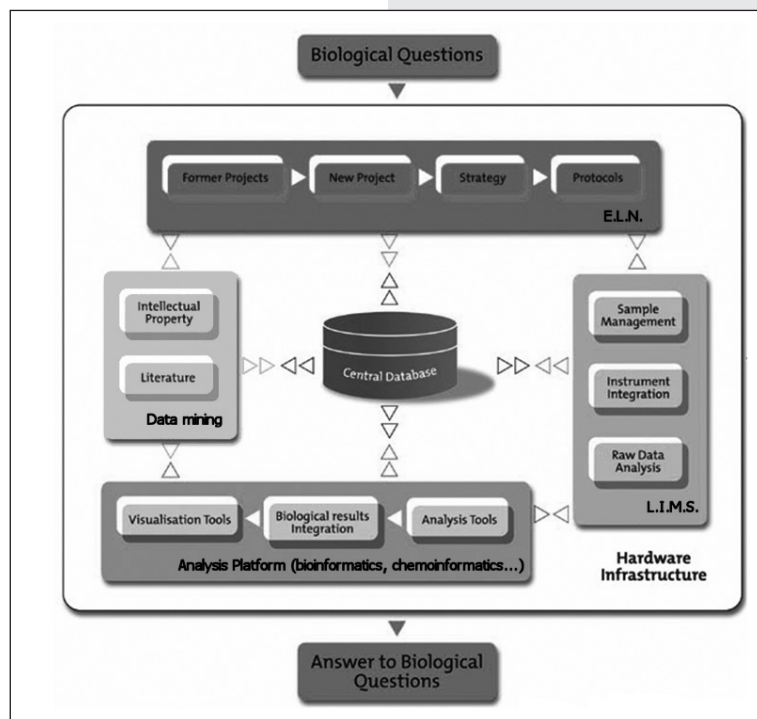 Biological Questions
Former Projects
New Project
Strategy
Protocols
E.L.N.
Intellectual
Property
Literature
Data mining
Central Database
Sample
Management
Instrument
Integration
Raw Data
Analysis
L.I.M.S.
Visualisation Tools
Biological results
Integration
Analysis Tools
Analysis Platform (bioinformatics, chemoinformatics...)
Hardware
Infrastructure
Answer to Biological
Questions